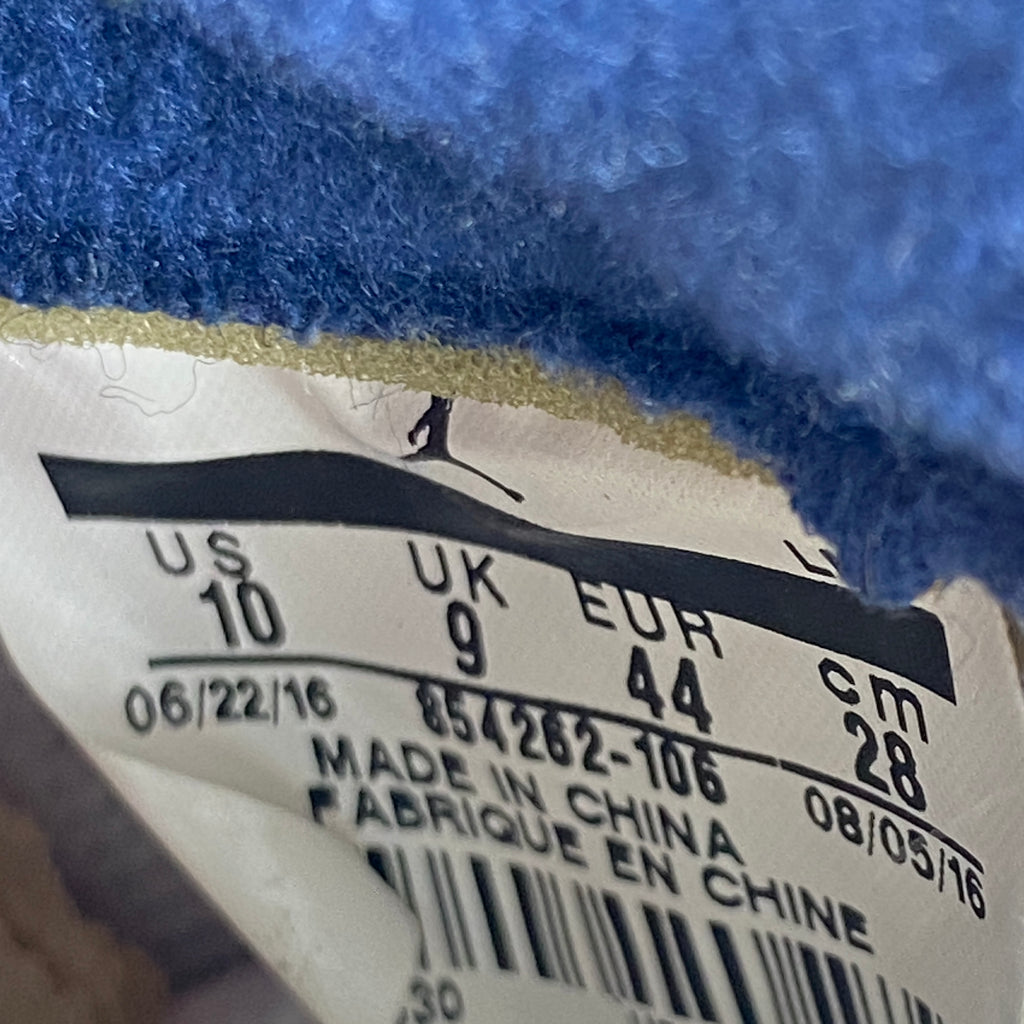 US UK EUR cm
10 9 44 28
06/22/16 854262-106 08/05/16
MADE IN CHINA
FABRIQUE EN CHINE
30